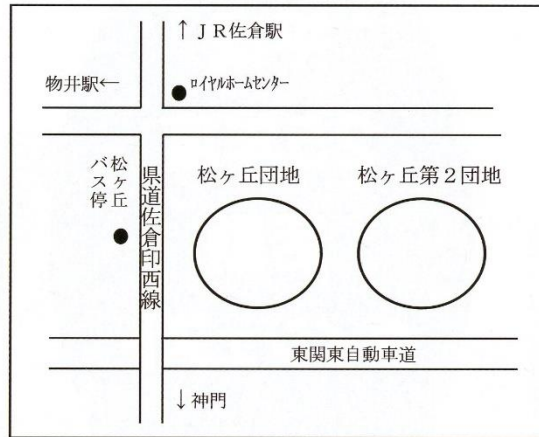 ↑ＪＲ佐倉駅
物井駅←
ロイヤルホームセンター
松ヶ丘
バス停
県道佐倉印西線
松ヶ丘団地
松ヶ丘第２団地
東関東自動車道
↓神門